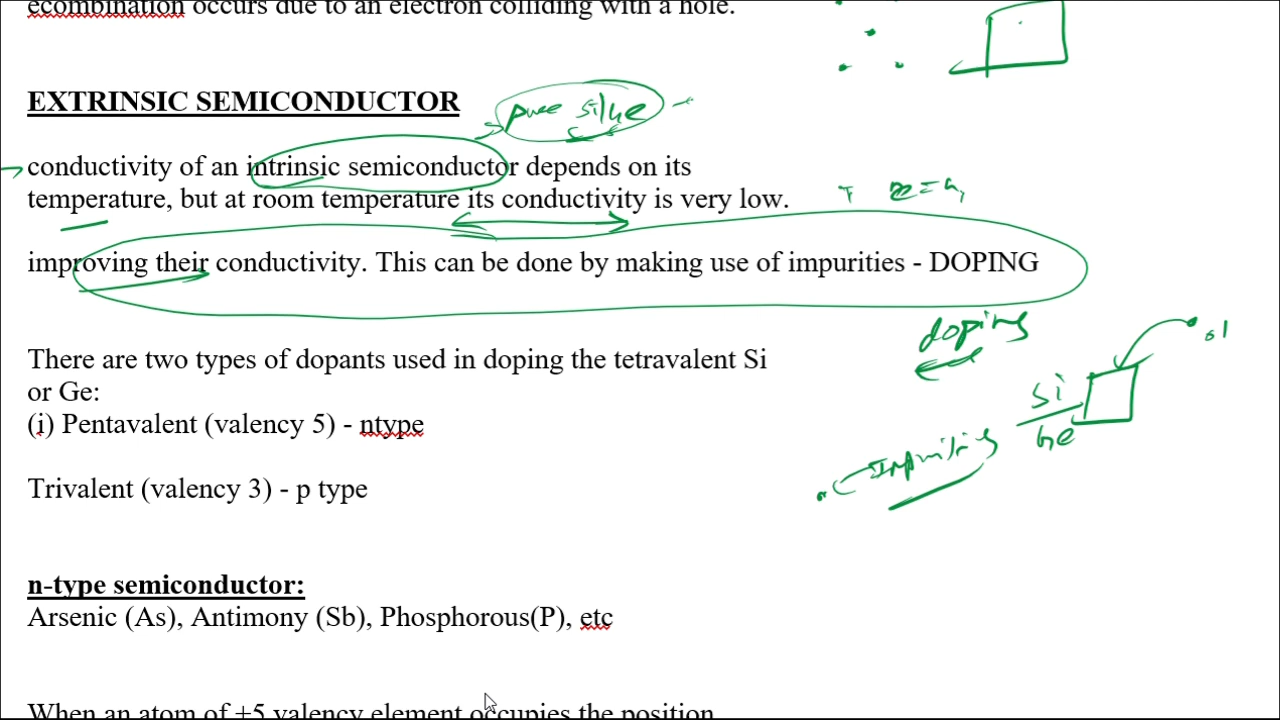 ecombination occurs due to an electron colliding with a hole.
EXTRINSIC SEMICONDUCTOR
pure si/Ge
conductivity of an intrinsic semiconductor depends on its
temperature, but at room temperature its conductivity is very low.
improving their conductivity. This can be done by making use of impurities - DOPING
doping
There are two types of dopants used in doping the tetravalent Si
or Ge:
Si
Ge
(i) Pentavalent (valency 5) - ntype
Impurities
Trivalent (valency 3) - p type
n-type semiconductor:
Arsenic (As), Antimony (Sb), Phosphorous(P), etc
When an atom of +5 valency element occupies the position